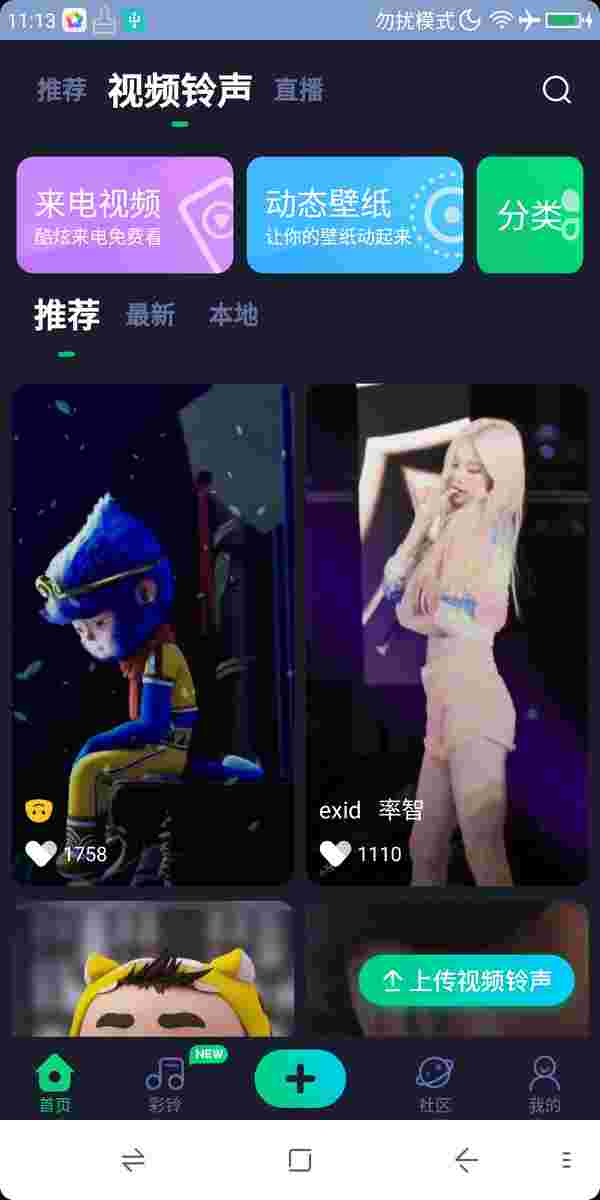 11:13 勿扰模式
推荐 视频铃声 直播
来电视频 动态壁纸 分类
酷炫来电免费看 让你的壁纸动起来
推荐 最新 本地
exid 率智
1758 1110
上传视频铃声
NEW
首页 彩铃 社区 我的